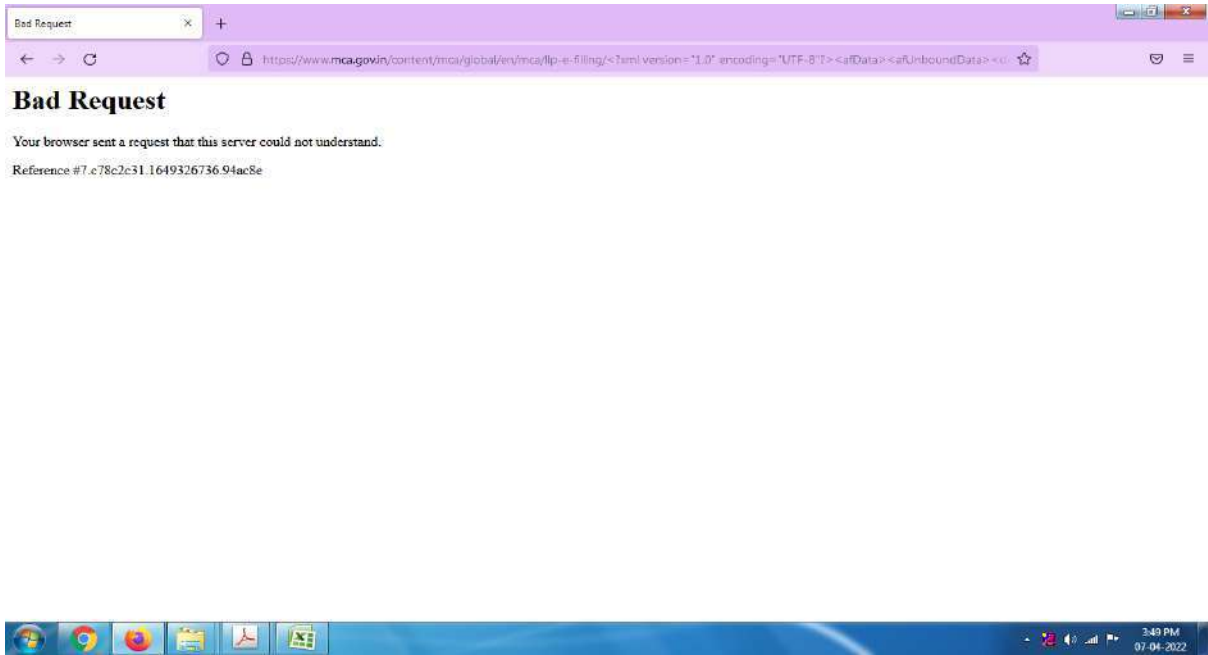 Bad Request
https://www.mca.gov.in/content/mca/global/en/mca/llp-e-filing/<?xml version="1.0" encoding="UTF-8"?><afData><afUnboundData><
Bad Request
Your browser sent a request that this server could not understand.
Reference #7.c78c2c31.1649326736.94ac8e
3:49 PM
07-04-2022